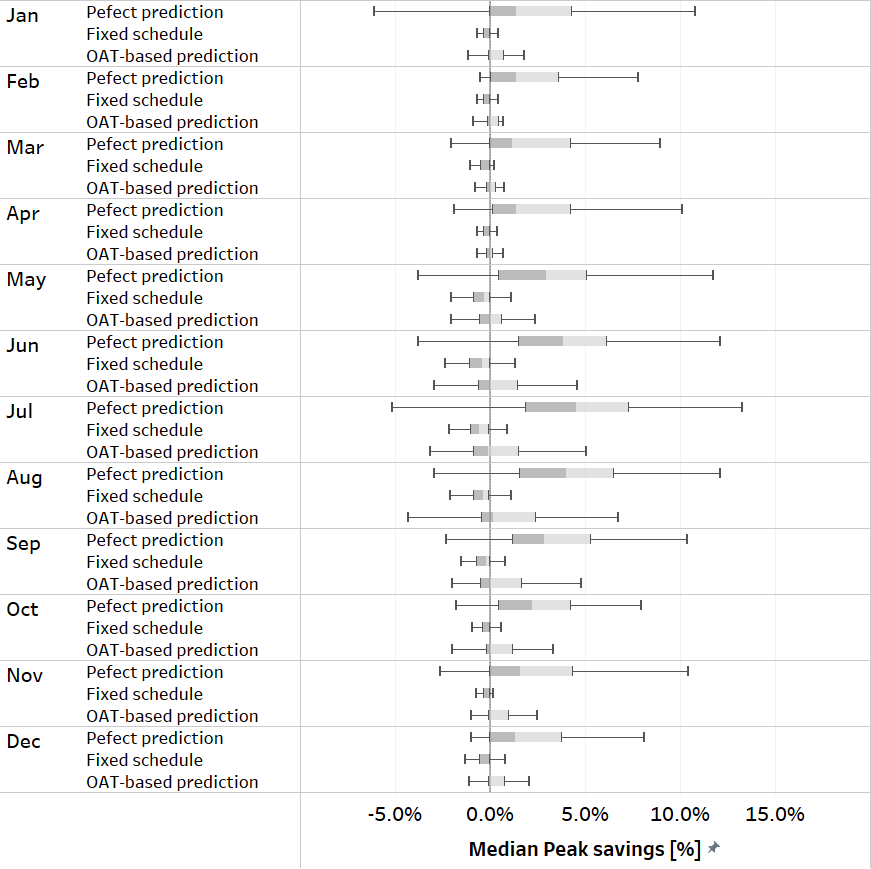 Jan Pefect prediction
Fixed schedule
OAT-based prediction
Feb Pefect prediction
Fixed schedule
OAT-based prediction
Mar Pefect prediction
Fixed schedule
OAT-based prediction
Apr Pefect prediction
Fixed schedule
OAT-based prediction
May Pefect prediction
Fixed schedule
OAT-based prediction
Jun Pefect prediction
Fixed schedule
OAT-based prediction
Jul Pefect prediction
Fixed schedule
OAT-based prediction
Aug Pefect prediction
Fixed schedule
OAT-based prediction
Sep Pefect prediction
Fixed schedule
OAT-based prediction
Oct Pefect prediction
Fixed schedule
OAT-based prediction
Nov Pefect prediction
Fixed schedule
OAT-based prediction
Dec Pefect prediction
Fixed schedule
OAT-based prediction
-5.0% 0.0% 5.0% 10.0% 15.0%
Median Peak savings [%]